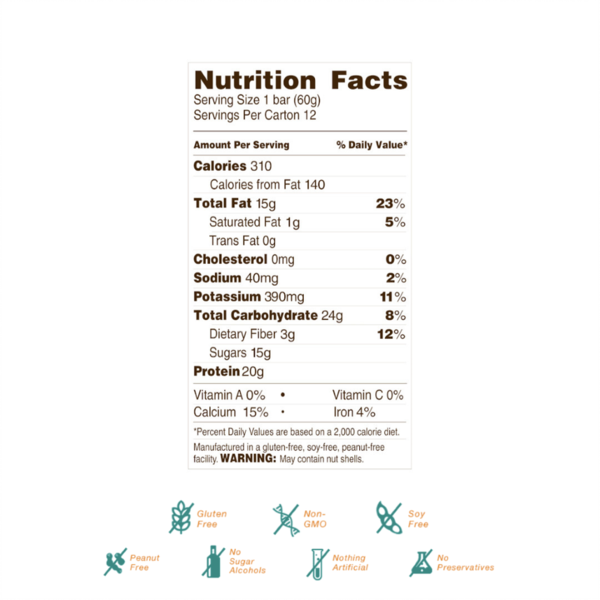 Nutrition Facts
Serving Size 1 bar (60g)
Servings Per Carton 12
Amount Per Serving % Daily Value*
Calories 310
Calories from Fat 140
Total Fat 15g 23%
Saturated Fat 1g 5%
Trans Fat 0g
Cholesterol 0mg 0%
Sodium 40mg 2%
Potassium 390mg 11%
Total Carbohydrate 24g 8%
Dietary Fiber 3g 12%
Sugars 15g
Protein 20g
Vitamin A 0% • Vitamin C 0%
Calcium 15% • Iron 4%
*Percent Daily Values are based on a 2,000 calorie diet.
Manufactured in a gluten-free, soy-free, peanut-free
facility. WARNING: May contain nut shells.
Gluten
Free
Non-
GMO
Soy
Free
Peanut
Free
No
Sugar
Alcohols
Nothing
Artificial
No
Preservatives